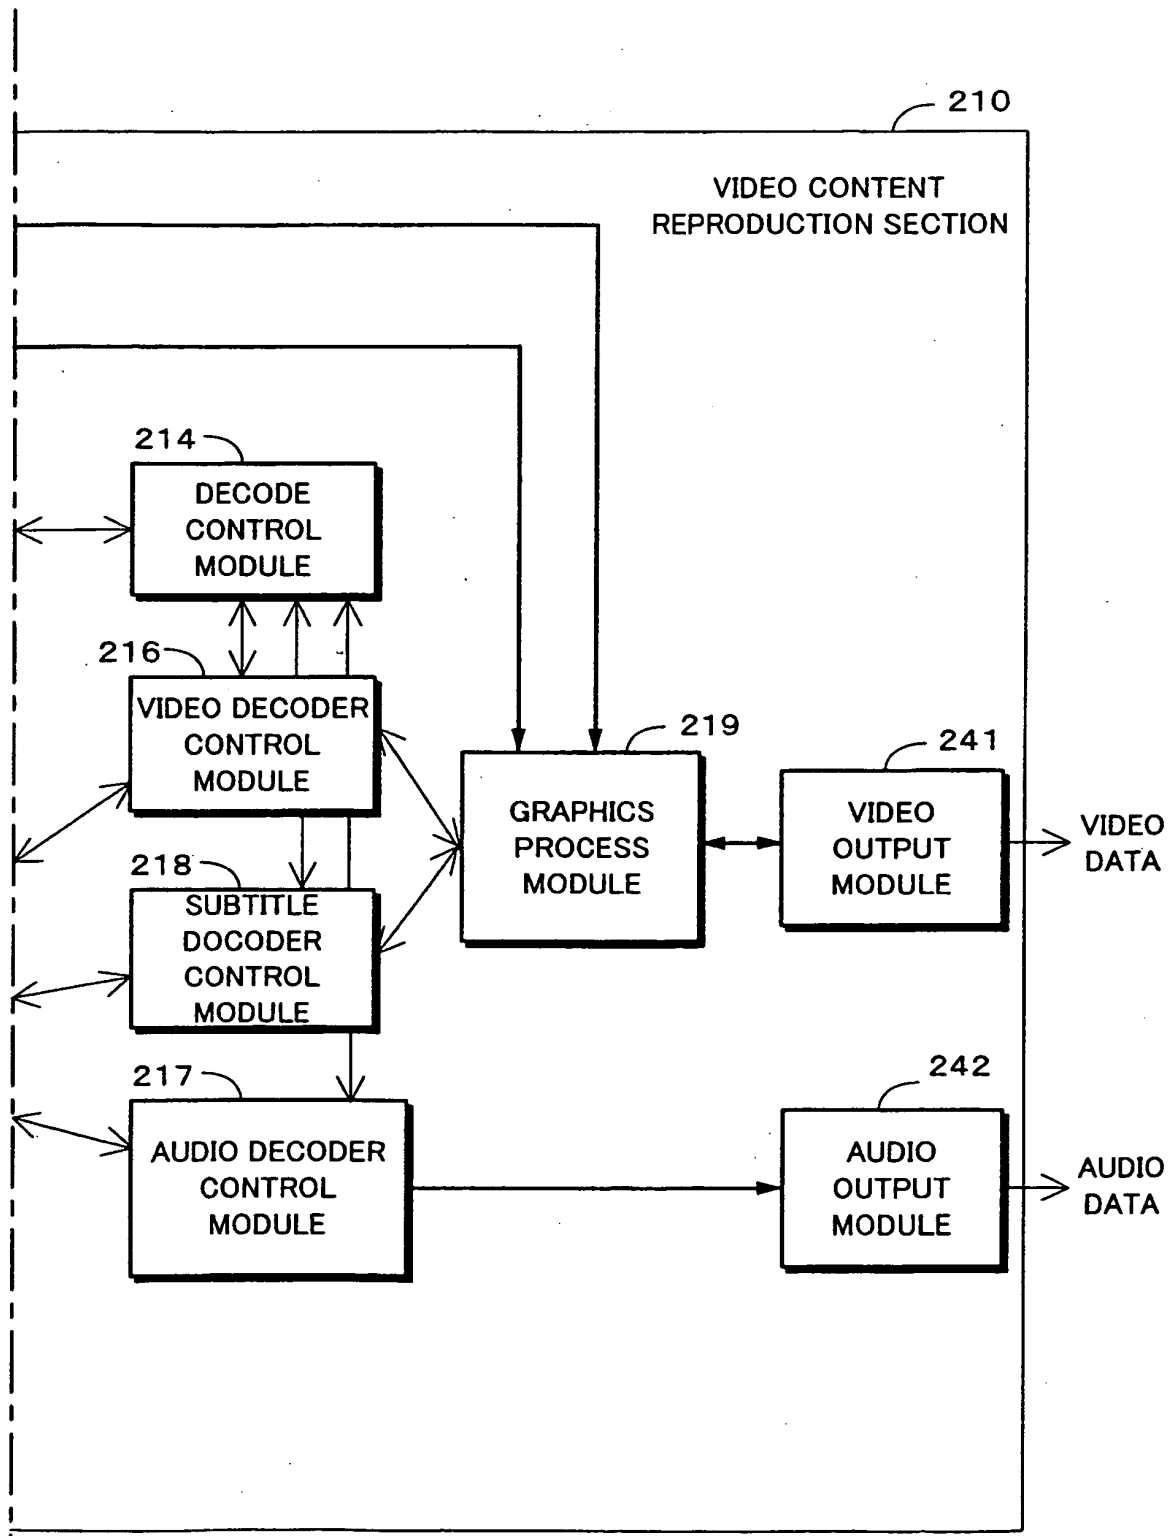 210
VIDEO CONTENT
REPRODUCTION SECTION
214
DECODE
CONTROL
MODULE
216
VIDEO DECODER
CONTROL
MODULE
219
GRAPHICS
PROCESS
MODULE
241
VIDEO
OUTPUT
MODULE
VIDEO
DATA
218
SUBTITLE
DOCODER
CONTROL
MODULE
217
AUDIO DECODER
CONTROL
MODULE
242
AUDIO
OUTPUT
MODULE
AUDIO
DATA